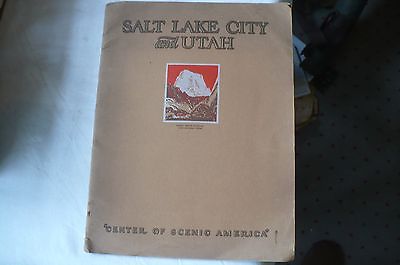 SALT LAKE CITY
and UTAH
"CENTER OF SCENIC AMERICA"